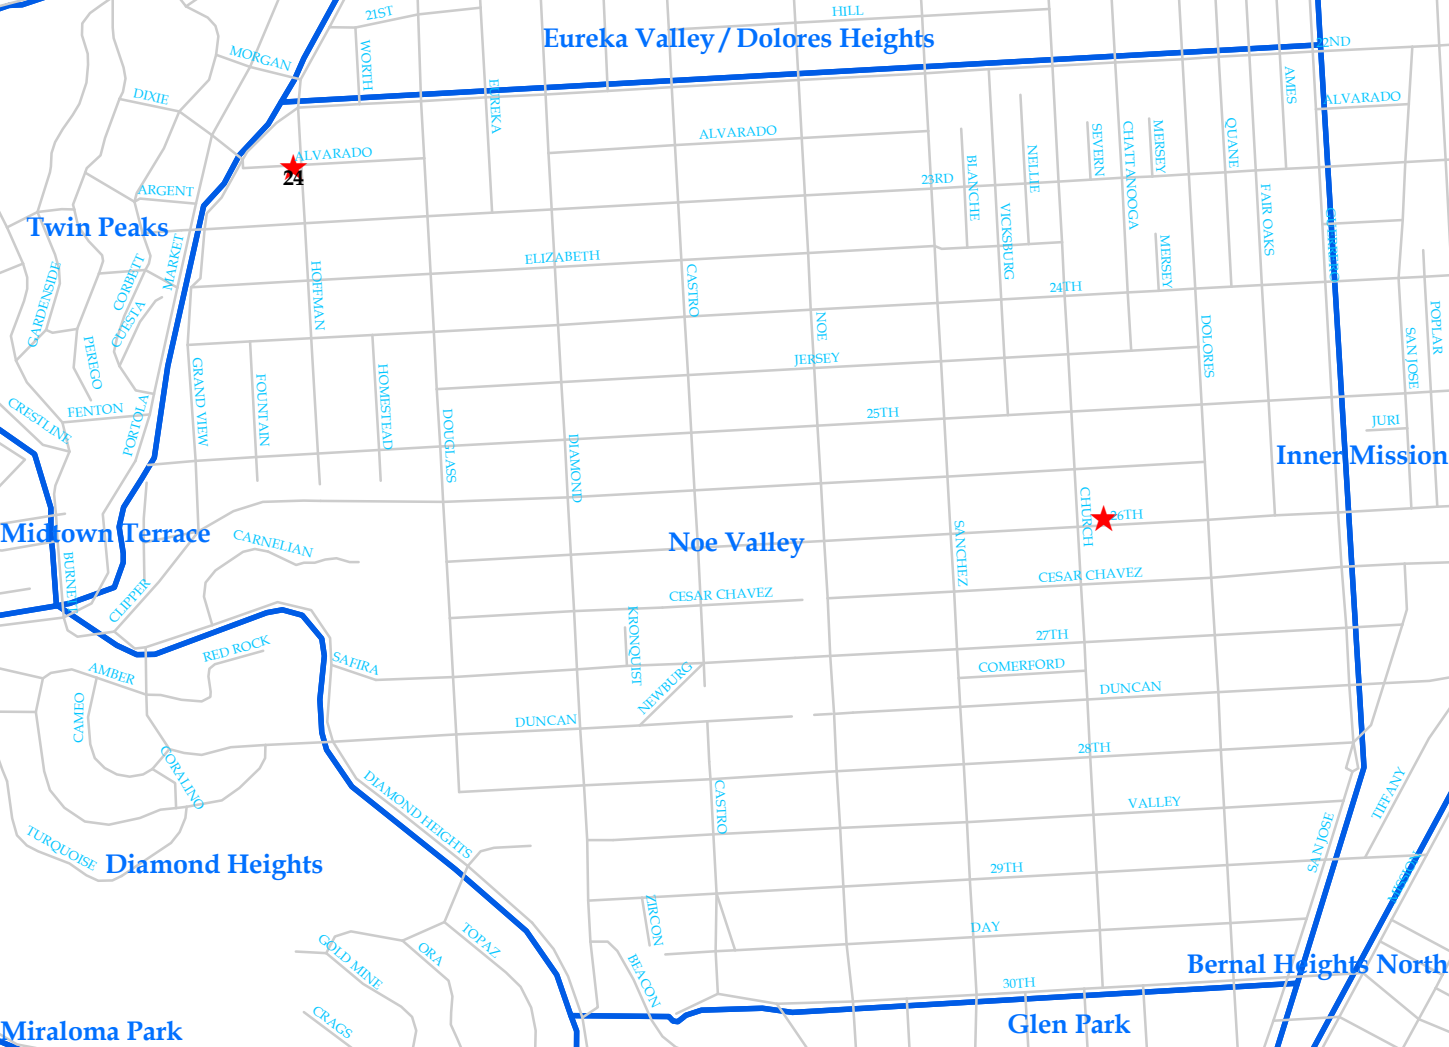 21ST
HILL
Eureka Valley / Dolores Heights
22ND
MORGAN
WORTH
EUREKA
AMES
DIXIE
ALVARADO
ALVARADO
ALVARADO
SEVERN
CHATTANOOGA
MERSEY
QUANE
24
NELLIE
BLANCHE
23RD
ARGENT
FAIR OAKS
Twin Peaks
VICKSBURG
MERSEY
GUERRERO
MARKET
CORBETT
GARDENSIDE
HOFFMAN
ELIZABETH
CASTRO
24TH
CUESTA
NOE
DOLORES
POPLAR
SAN JOSE
PEREGO
JERSEY
GRAND VIEW
FOUNTAIN
HOMESTEAD
CRESTLINE
FENTON
PORTOLA
DOUGLASS
25TH
JURI
DIAMOND
Inner Mission
CHURCH
26TH
Midtown Terrace
CARNELIAN
Noe Valley
SANCHEZ
BURNETT
CLIPPER
CESAR CHAVEZ
CESAR CHAVEZ
KRONQUIST
27TH
RED ROCK
SAFIRA
AMBER
NEWBURG
COMERFORD
DUNCAN
CAMEO
DUNCAN
CORALINO
28TH
DIAMOND HEIGHTS
CASTRO
VALLEY
TIFFANY
SAN JOSE
TURQUOISE
Diamond Heights
29TH
MISSION
ZIRCON
DAY
GOLD MINE
ORA
TOPAZ
BEACON
Bernal Heights North
30TH
CRAGS
Miraloma Park
Glen Park